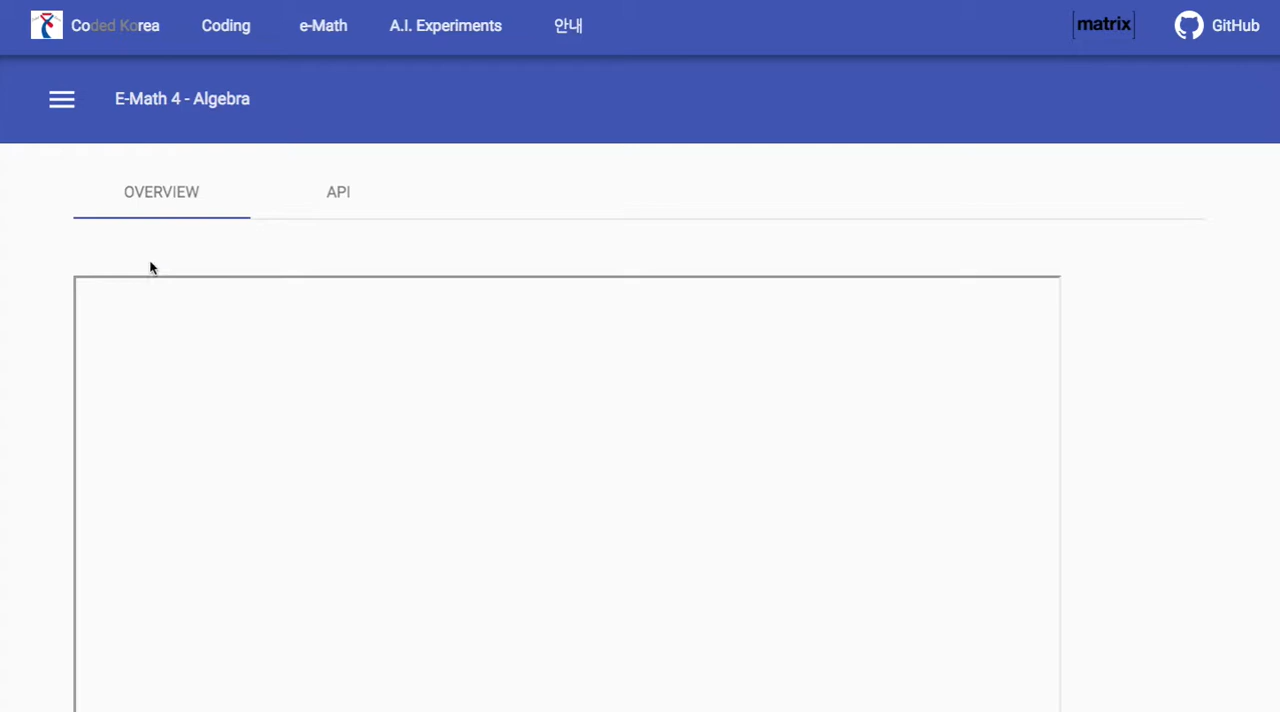 Coded Korea Coding e-Math A.I. Experiments 안내 [matrix] GitHub
E-Math 4 - Algebra
OVERVIEW API